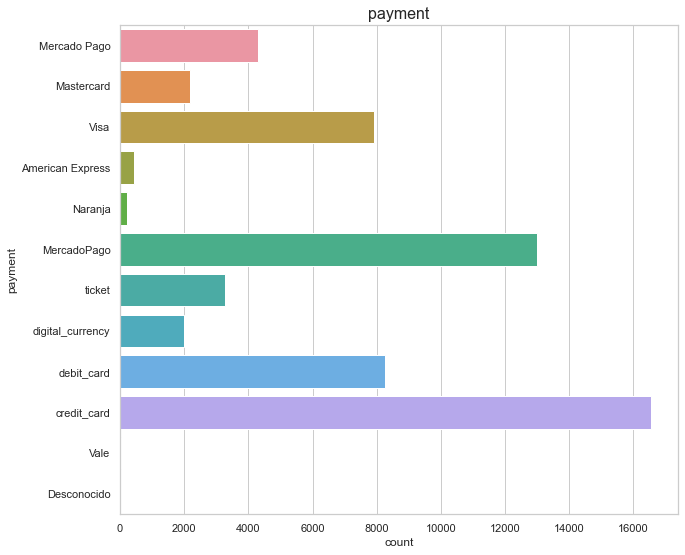 payment
Mercado Pago
Mastercard
Visa
American Express
Naranja
MercadoPago
ticket
digital_currency
debit_card
credit_card
Vale
Desconocido
payment
0 2000 4000 6000 8000 10000 12000 14000 16000
count